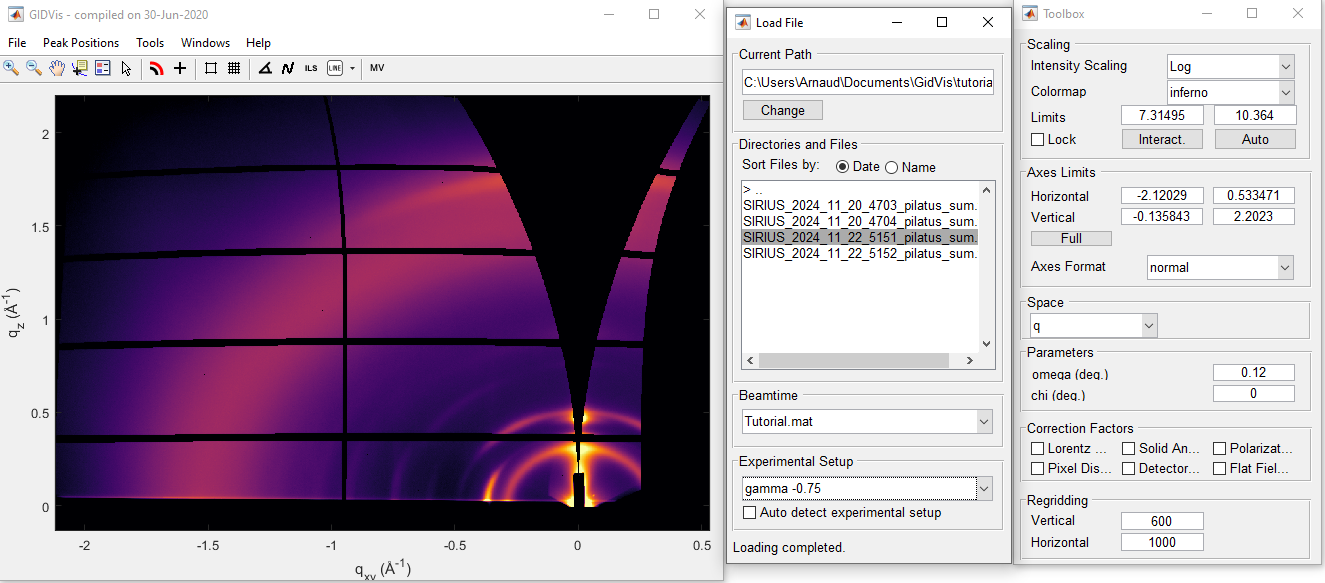 GIDVis - compiled on 30-Jun-2020
File Peak Positions Tools Windows Help
ILS LINE MV
2
1.5
1
0.5
0
q_z (Å^-1)
-2 -1.5 -1 -0.5 0 0.5
q_xy (Å^-1)
Load File
Current Path
C:\Users\Arnaud\Documents\GidVis\tutoria
Change
Directories and Files
Sort Files by: Date Name
> ..
SIRIUS_2024_11_20_4703_pilatus_sum.
SIRIUS_2024_11_20_4704_pilatus_sum.
SIRIUS_2024_11_22_5151_pilatus_sum.
SIRIUS_2024_11_22_5152_pilatus_sum.
Beamtime
Tutorial.mat
Experimental Setup
gamma -0.75
Auto detect experimental setup
Loading completed.
Toolbox
Scaling
Intensity Scaling Log
Colormap inferno
Limits 7.31495 10.364
Lock Interact. Auto
Axes Limits
Horizontal -2.12029 0.533471
Vertical -0.135843 2.2023
Full
Axes Format normal
Space
q
Parameters
omega (deg.) 0.12
chi (deg.) 0
Correction Factors
Lorentz ... Solid An... Polarizat...
Pixel Dis... Detector... Flat Fiel...
Regridding
Vertical 600
Horizontal 1000